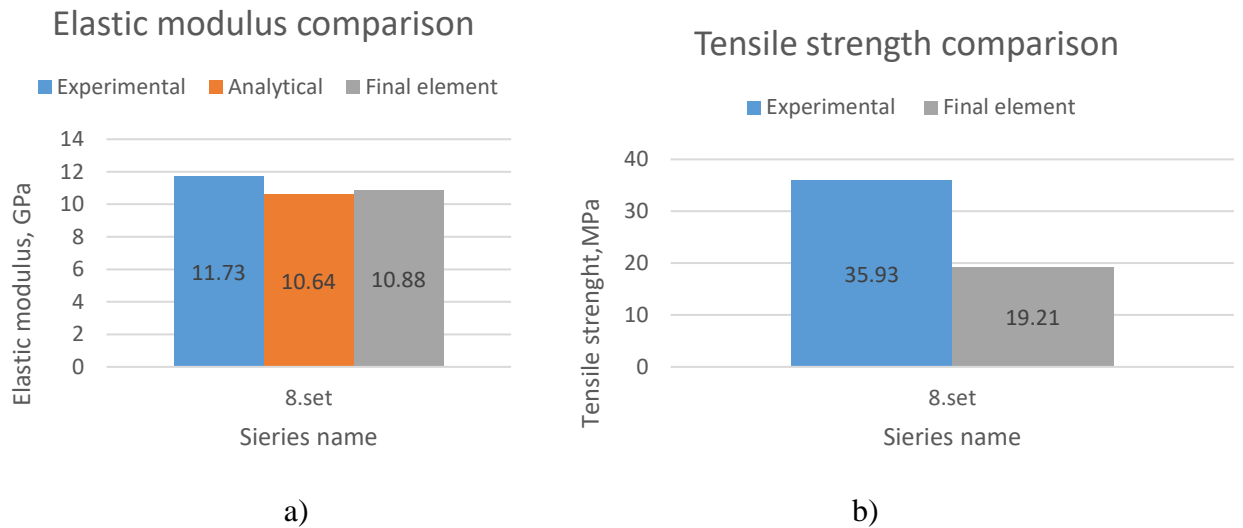 Elastic modulus comparison
Experimental Analytical Final element
14
12
10
8
6
4
2
0
Elastic modulus, GPa
11.73 10.64 10.88
8.set
Sieries name
a)
Tensile strength comparison
Experimental Final element
40
30
20
10
0
Tensile strenght,MPa
35.93
19.21
8.set
Sieries name
b)